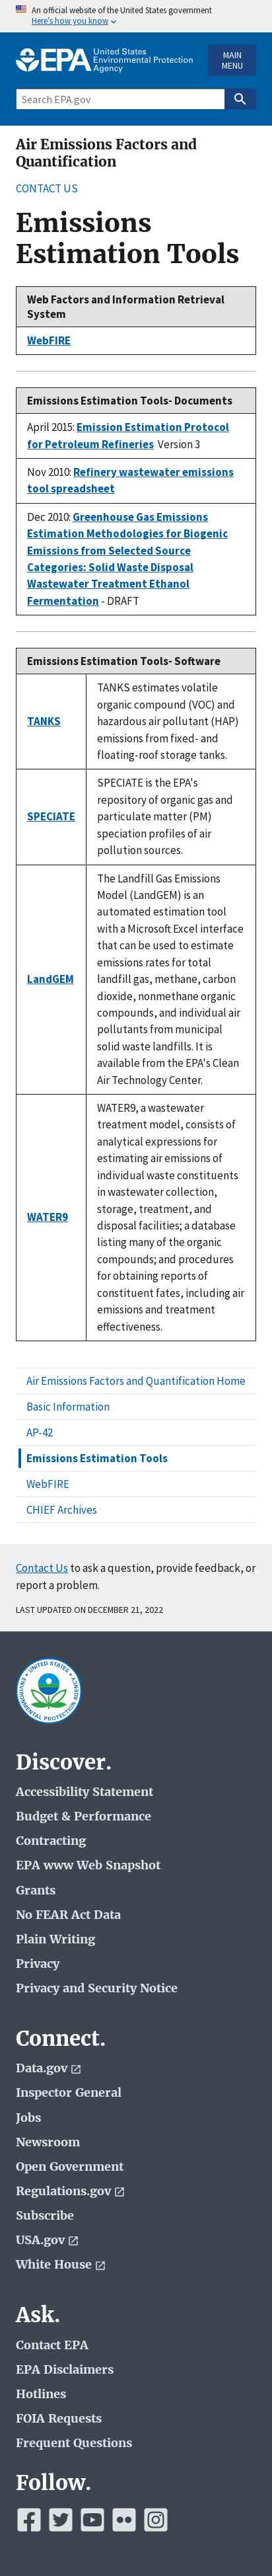 An official website of the United States government
Here's how you know
EPA United States
Environmental Protection
Agency
MAIN
MENU
Search EPA.gov
Air Emissions Factors and
Quantification
CONTACT US
Emissions
Estimation Tools
Web Factors and Information Retrieval
System
WebFIRE
Emissions Estimation Tools- Documents
April 2015: Emission Estimation Protocol
for Petroleum Refineries Version 3
Nov 2010: Refinery wastewater emissions
tool spreadsheet
Dec 2010: Greenhouse Gas Emissions
Estimation Methodologies for Biogenic
Emissions from Selected Source
Categories: Solid Waste Disposal
Wastewater Treatment Ethanol
Fermentation - DRAFT
Emissions Estimation Tools- Software
TANKS
TANKS estimates volatile
organic compound (VOC) and
hazardous air pollutant (HAP)
emissions from fixed- and
floating-roof storage tanks.
SPECIATE
SPECIATE is the EPA's
repository of organic gas and
particulate matter (PM)
speciation profiles of air
pollution sources.
LandGEM
The Landfill Gas Emissions
Model (LandGEM) is an
automated estimation tool
with a Microsoft Excel interface
that can be used to estimate
emissions rates for total
landfill gas, methane, carbon
dioxide, nonmethane organic
compounds, and individual air
pollutants from municipal
solid waste landfills. It is
available from the EPA's Clean
Air Technology Center.
WATER9
WATER9, a wastewater
treatment model, consists of
analytical expressions for
estimating air emissions of
individual waste constituents
in wastewater collection,
storage, treatment, and
disposal facilities; a database
listing many of the organic
compounds; and procedures
for obtaining reports of
constituent fates, including air
emissions and treatment
effectiveness.
Air Emissions Factors and Quantification Home
Basic Information
AP-42
Emissions Estimation Tools
WebFIRE
CHIEF Archives
Contact Us to ask a question, provide feedback, or
report a problem.
LAST UPDATED ON DECEMBER 21, 2022
UNITED STATES
ENVIRONMENTAL PROTECTION AGENCY
Discover.
Accessibility Statement
Budget & Performance
Contracting
EPA www Web Snapshot
Grants
No FEAR Act Data
Plain Writing
Privacy
Privacy and Security Notice
Connect.
Data.gov
Inspector General
Jobs
Newsroom
Open Government
Regulations.gov
Subscribe
USA.gov
White House
Ask.
Contact EPA
EPA Disclaimers
Hotlines
FOIA Requests
Frequent Questions
Follow.